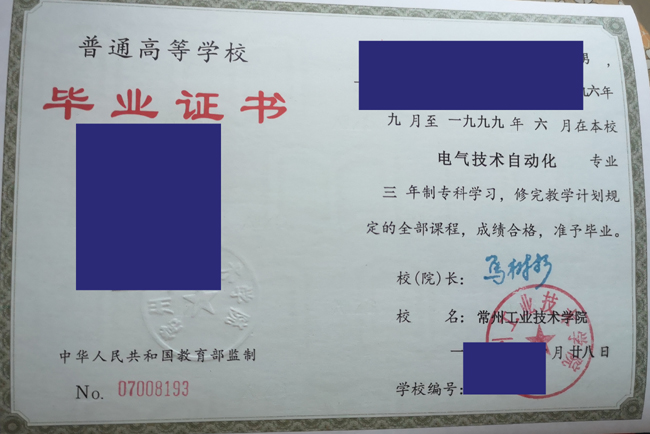 普通高等学校
毕业证书
中华人民共和国教育部监制
No. 07008193
男，
九六年
九 月至 一九九九 年 六 月在本校
电气技术自动化 专业
三 年制专科学习，修完教学计划规
定的全部课程，成绩合格，准予毕业。
校(院)长：
校 名：常州工业技术学院
一 月廿八日
学校编号：